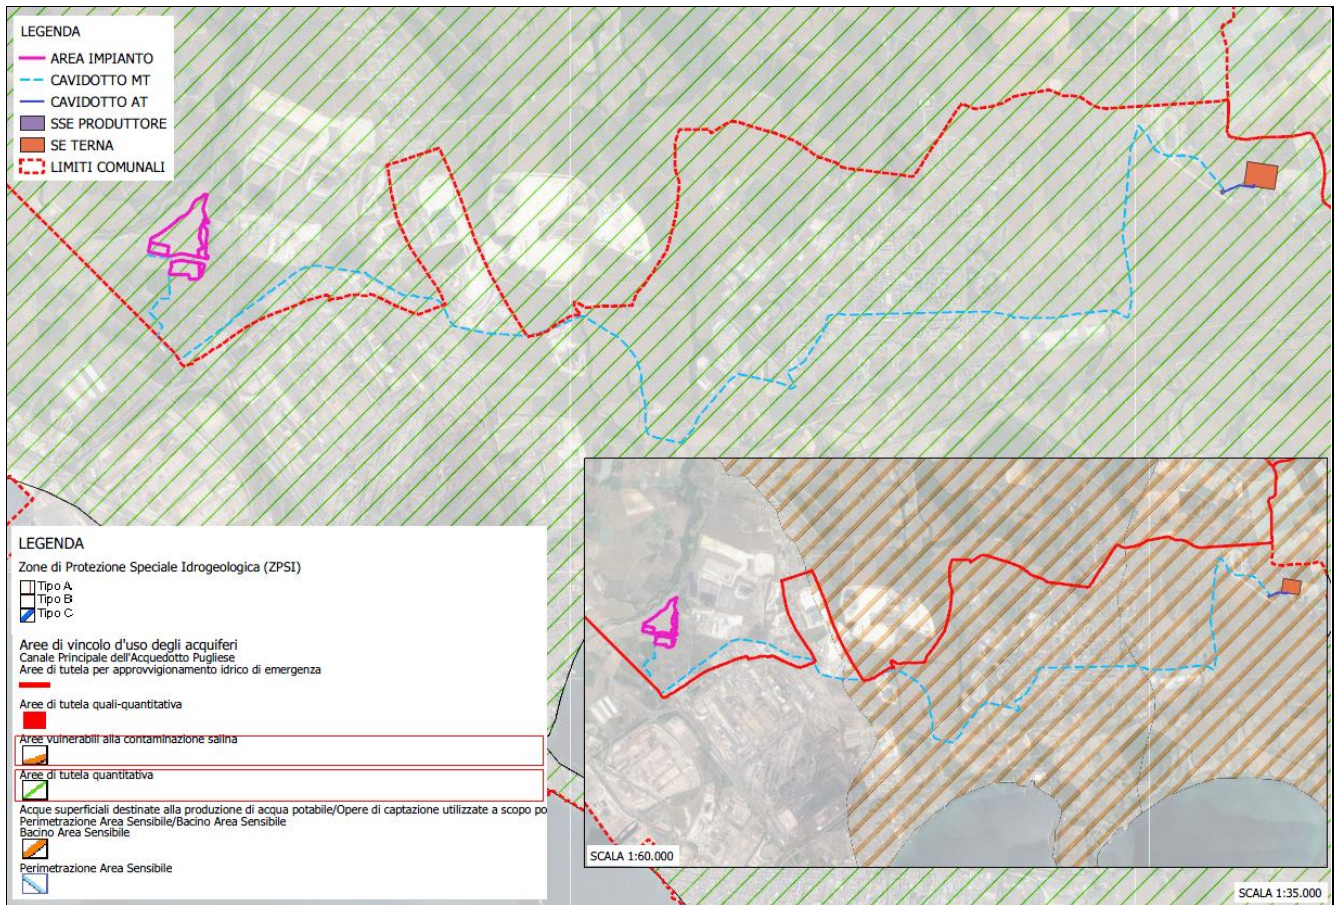 LEGENDA
AREA IMPIANTO
CAVIDOTTO MT
CAVIDOTTO AT
SSE PRODUTTORE
SE TERNA
LIMITI COMUNALI
LEGENDA
Zone di Protezione Speciale Idrogeologica (ZPSI)
Tipo A
Tipo B
Tipo C
Aree di vincolo d'uso degli acquiferi
Canale Principale dell'Acquedotto Pugliese
Aree di tutela per approvvigionamento idrico di emergenza
Aree di tutela quali-quantitativa
Aree vulnerabili alla contaminazione salina
Aree di tutela quantitativa
Acque superficiali destinate alla produzione di acqua potabile/Opere di captazione utilizzate a scopo po
Perimetrazione Area Sensibile/Bacino Area Sensibile
Bacino Area Sensibile
Perimetrazione Area Sensibile
SCALA 1:60.000
SCALA 1:35.000